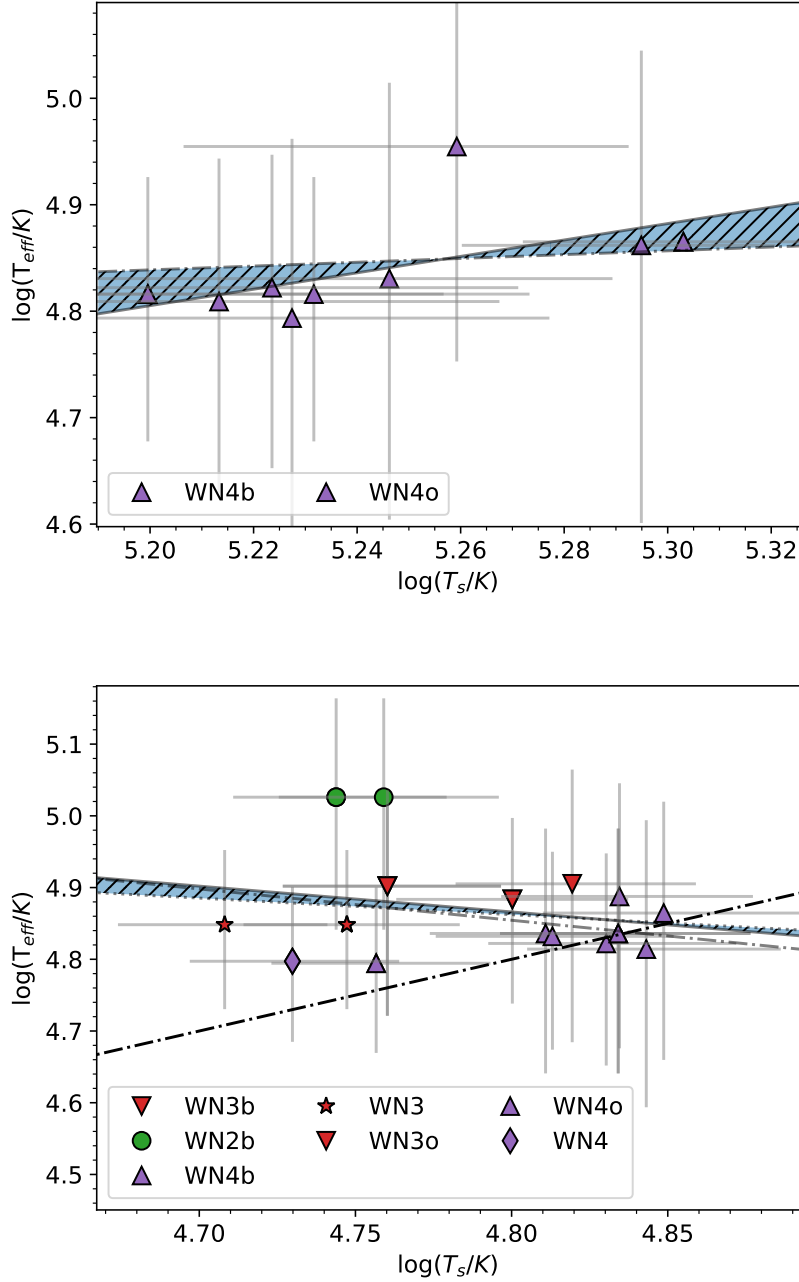 5.0
4.9
4.8
4.7
4.6
log(T_eff/K)
WN4b WN4o
5.20 5.22 5.24 5.26 5.28 5.30 5.32
log(T_s/K)
5.1
5.0
4.9
4.8
4.7
4.6
4.5
log(T_eff/K)
WN3b WN3 WN4o
WN2b WN3o WN4
WN4b
4.70 4.75 4.80 4.85
log(T_s/K)